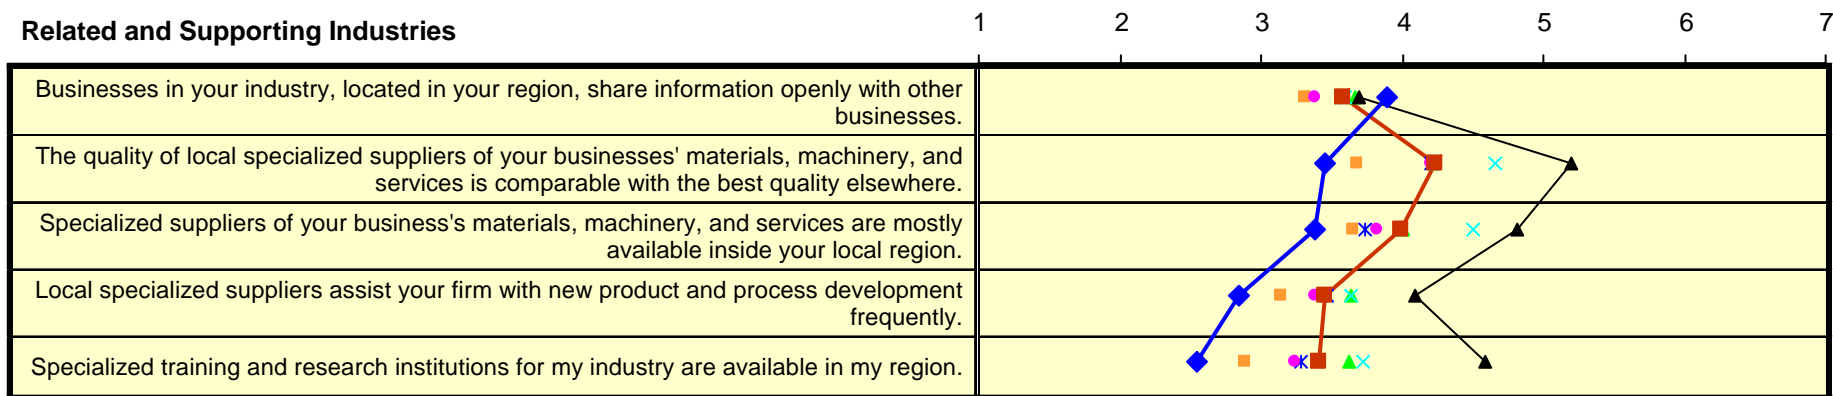 Related and Supporting Industries
1 2 3 4 5 6 7
Businesses in your industry, located in your region, share information openly with other
businesses.
The quality of local specialized suppliers of your businesses' materials, machinery, and
services is comparable with the best quality elsewhere.
Specialized suppliers of your business's materials, machinery, and services are mostly
available inside your local region.
Local specialized suppliers assist your firm with new product and process development
frequently.
Specialized training and research institutions for my industry are available in my region.